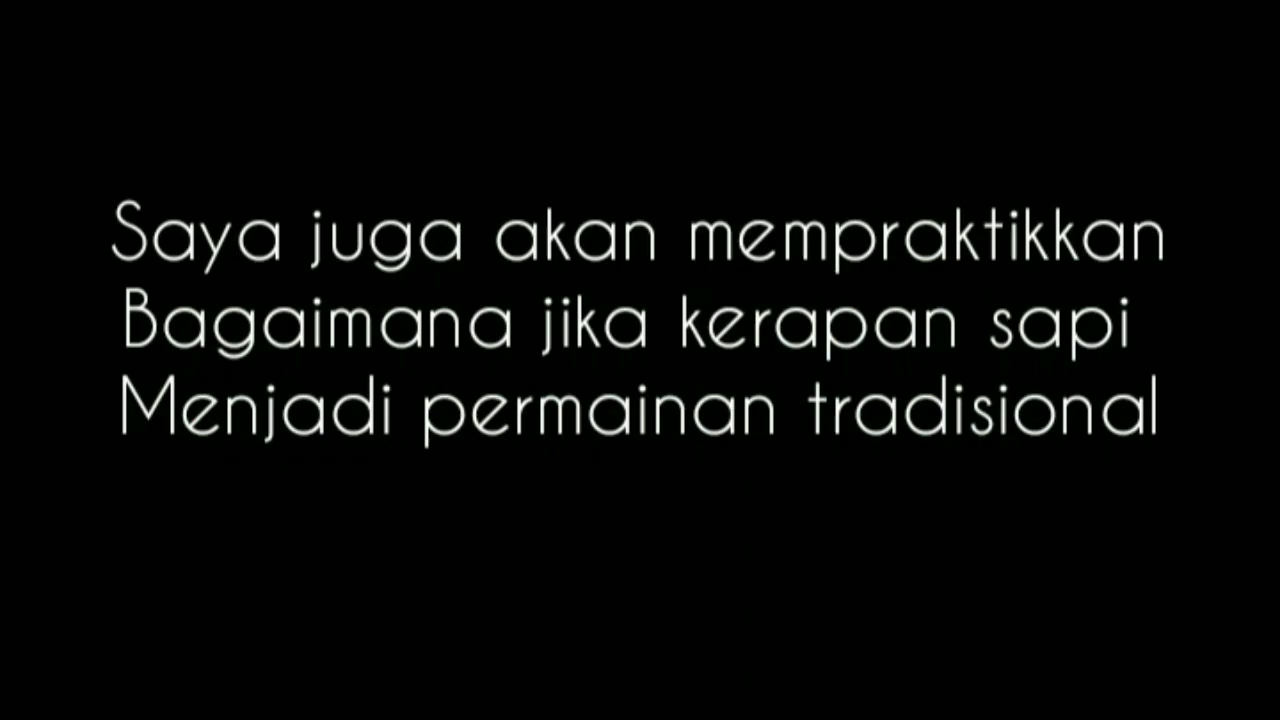 Saya juga akan mempraktikkan
Bagaimana jika kerapan sapi
Menjadi permainan tradisional